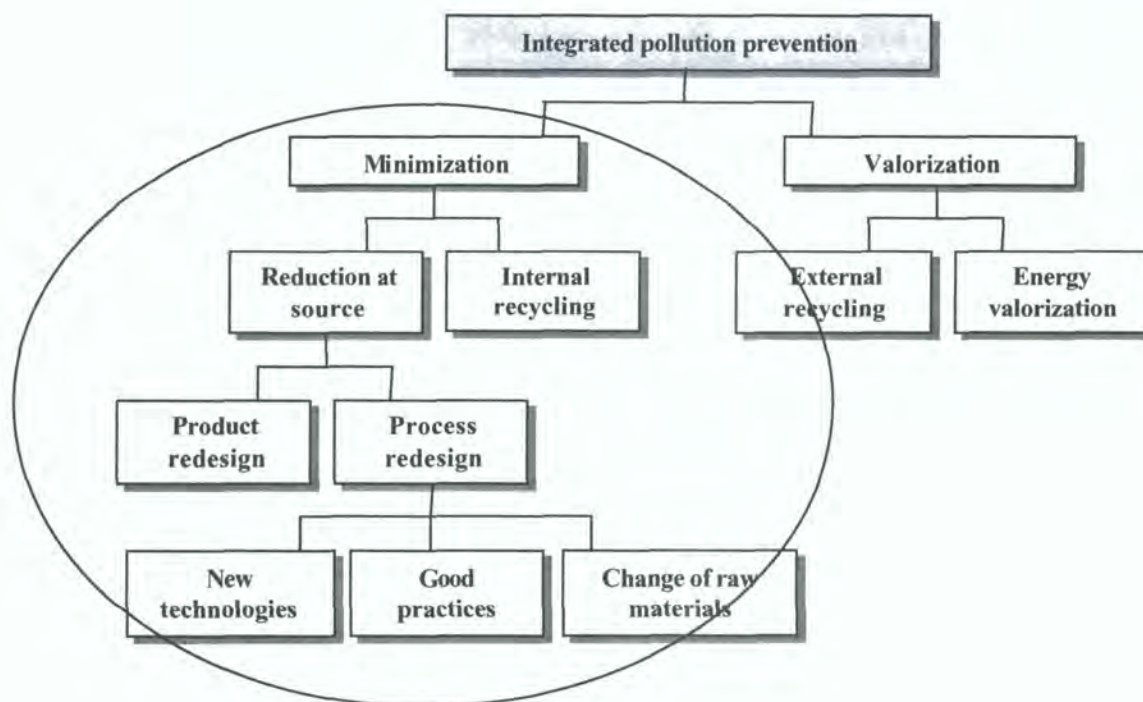 Integrated pollution prevention
Minimization
Valorization
Reduction at
source
Internal
recycling
External
recycling
Energy
valorization
Product
redesign
Process
redesign
New
technologies
Good
practices
Change of raw
materials